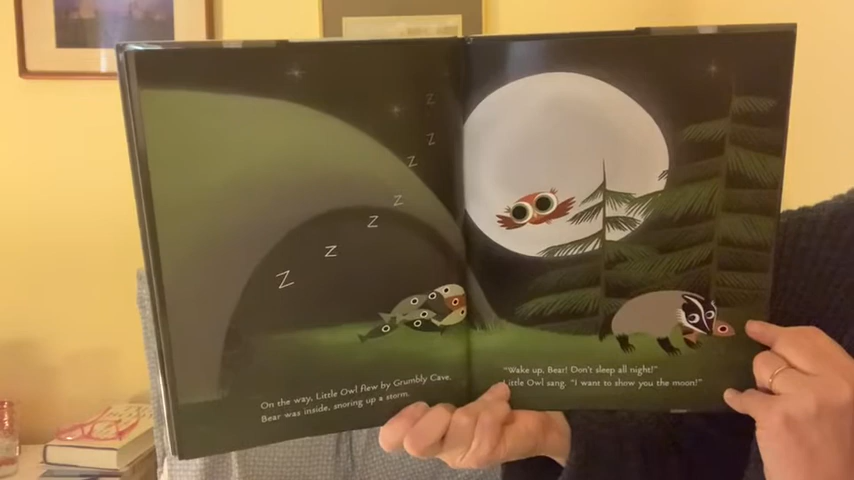 Z
Z
Z
Z
Z
Z
Z
On the way, Little Owl flew by Grumbly Cave.
Bear was inside, snoring up a storm.
"Wake up, Bear! Don't sleep all night!"
Little Owl sang. "I want to show you the moon!"